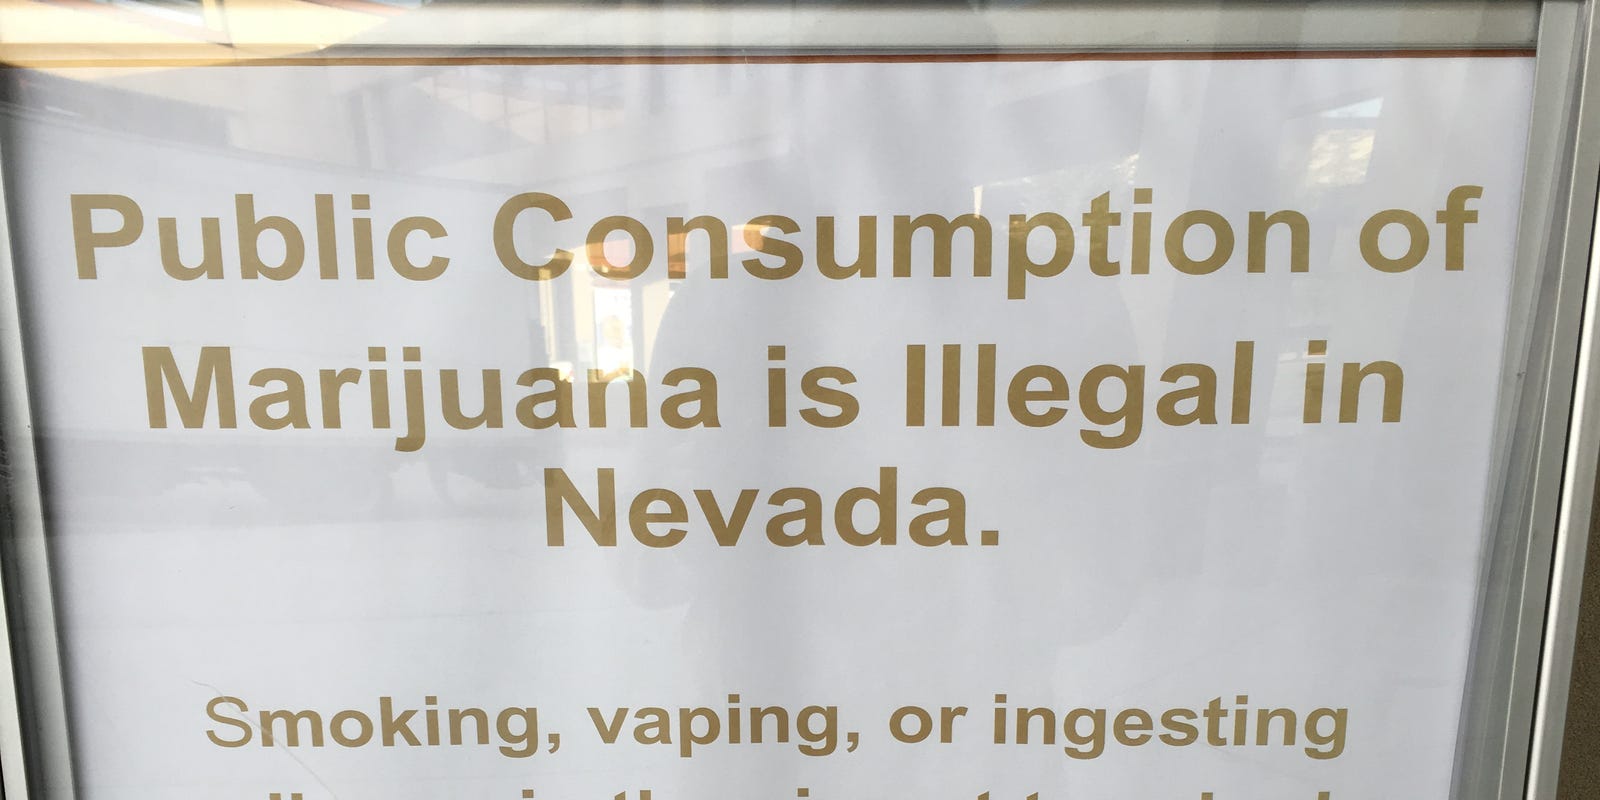 Public Consumption of
Marijuana is Illegal in
Nevada.
Smoking, vaping, or ingesting